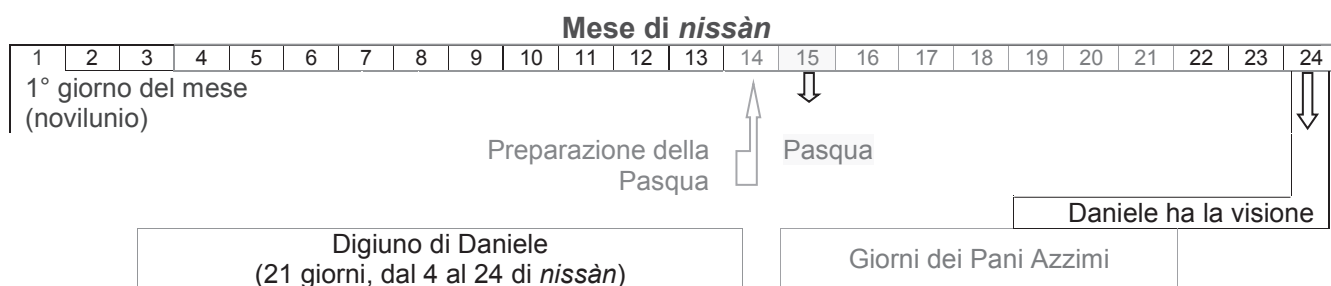 Mese di nissàn
1 2 3 4 5 6 7 8 9 10 11 12 13 14 15 16 17 18 19 20 21 22 23 24
1° giorno del mese
(novilunio)
Preparazione della
Pasqua
Pasqua
Daniele ha la visione
Digiuno di Daniele
(21 giorni, dal 4 al 24 di nissàn)
Giorni dei Pani Azzimi